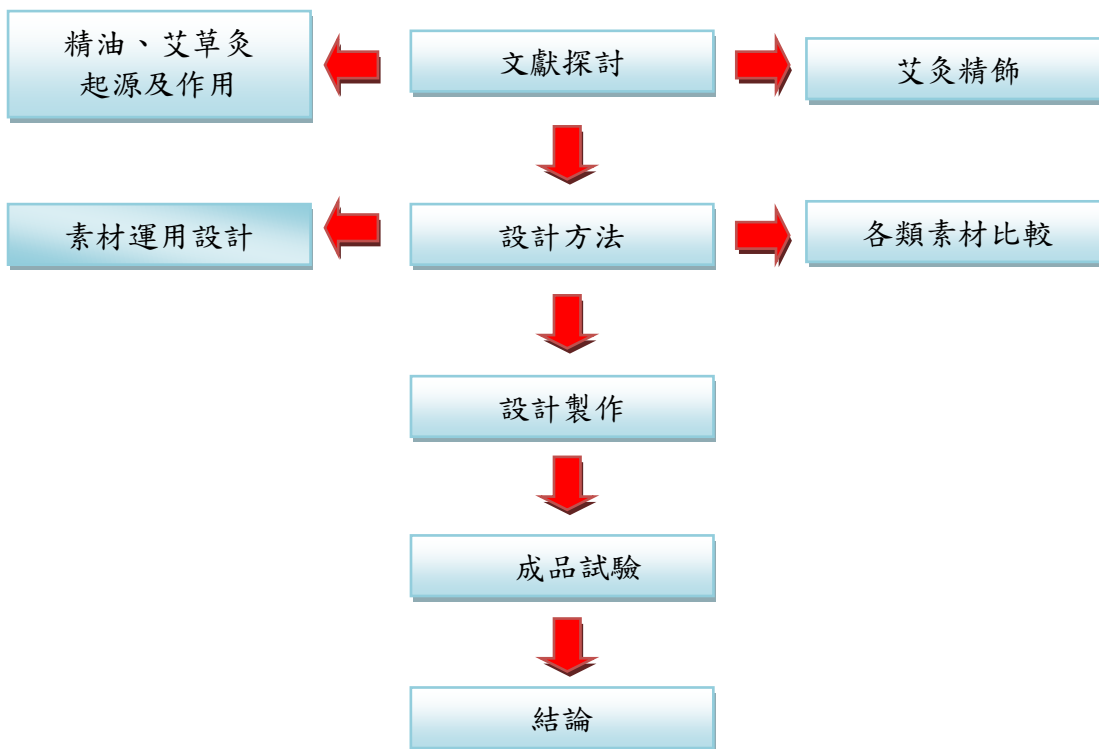 精油、艾草灸
起源及作用
文獻探討
艾灸精飾
素材運用設計
設計方法
各類素材比較
設計製作
成品試驗
結論